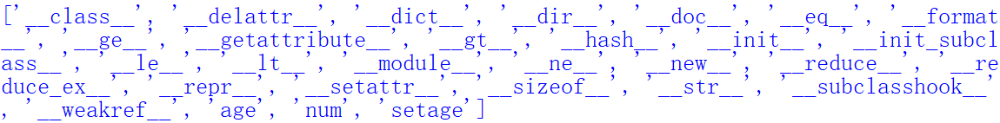 ['__class__', '__delattr__', '__dict__', '__dir__', '__doc__', '__eq__', '__format
__', '__ge__', '__getattribute__', '__gt__', '__hash__', '__init__', '__init_subcl
ass__', '__le__', '__lt__', '__module__', '__ne__', '__new__', '__reduce__', '__re
duce_ex__', '__repr__', '__setattr__', '__sizeof__', '__str__', '__subclasshook__'
, '__weakref__', 'age', 'num', 'setage']